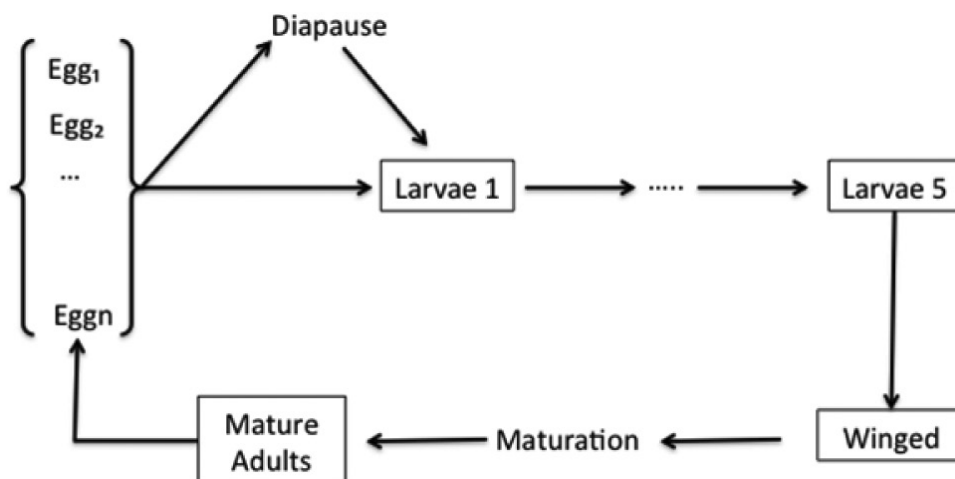 Diapause
Egg₁
Egg₂
...
Eggn
Larvae 1
.....
Larvae 5
Mature
Adults
Maturation
Winged